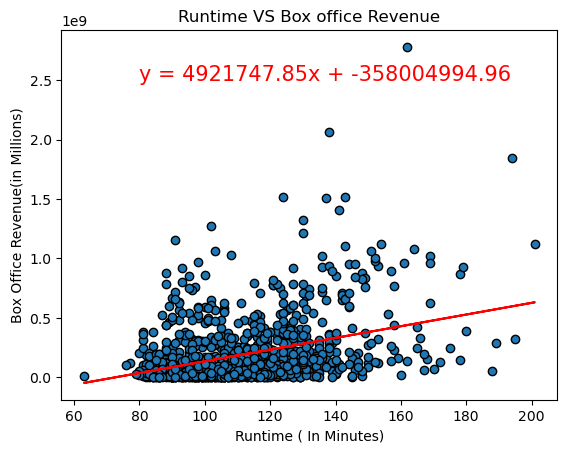 Runtime VS Box office Revenue
1e9
y = 4921747.85x + -358004994.96
2.5
2.0
1.5
1.0
0.5
0.0
Box Office Revenue(in Millions)
60 80 100 120 140 160 180 200
Runtime ( In Minutes)